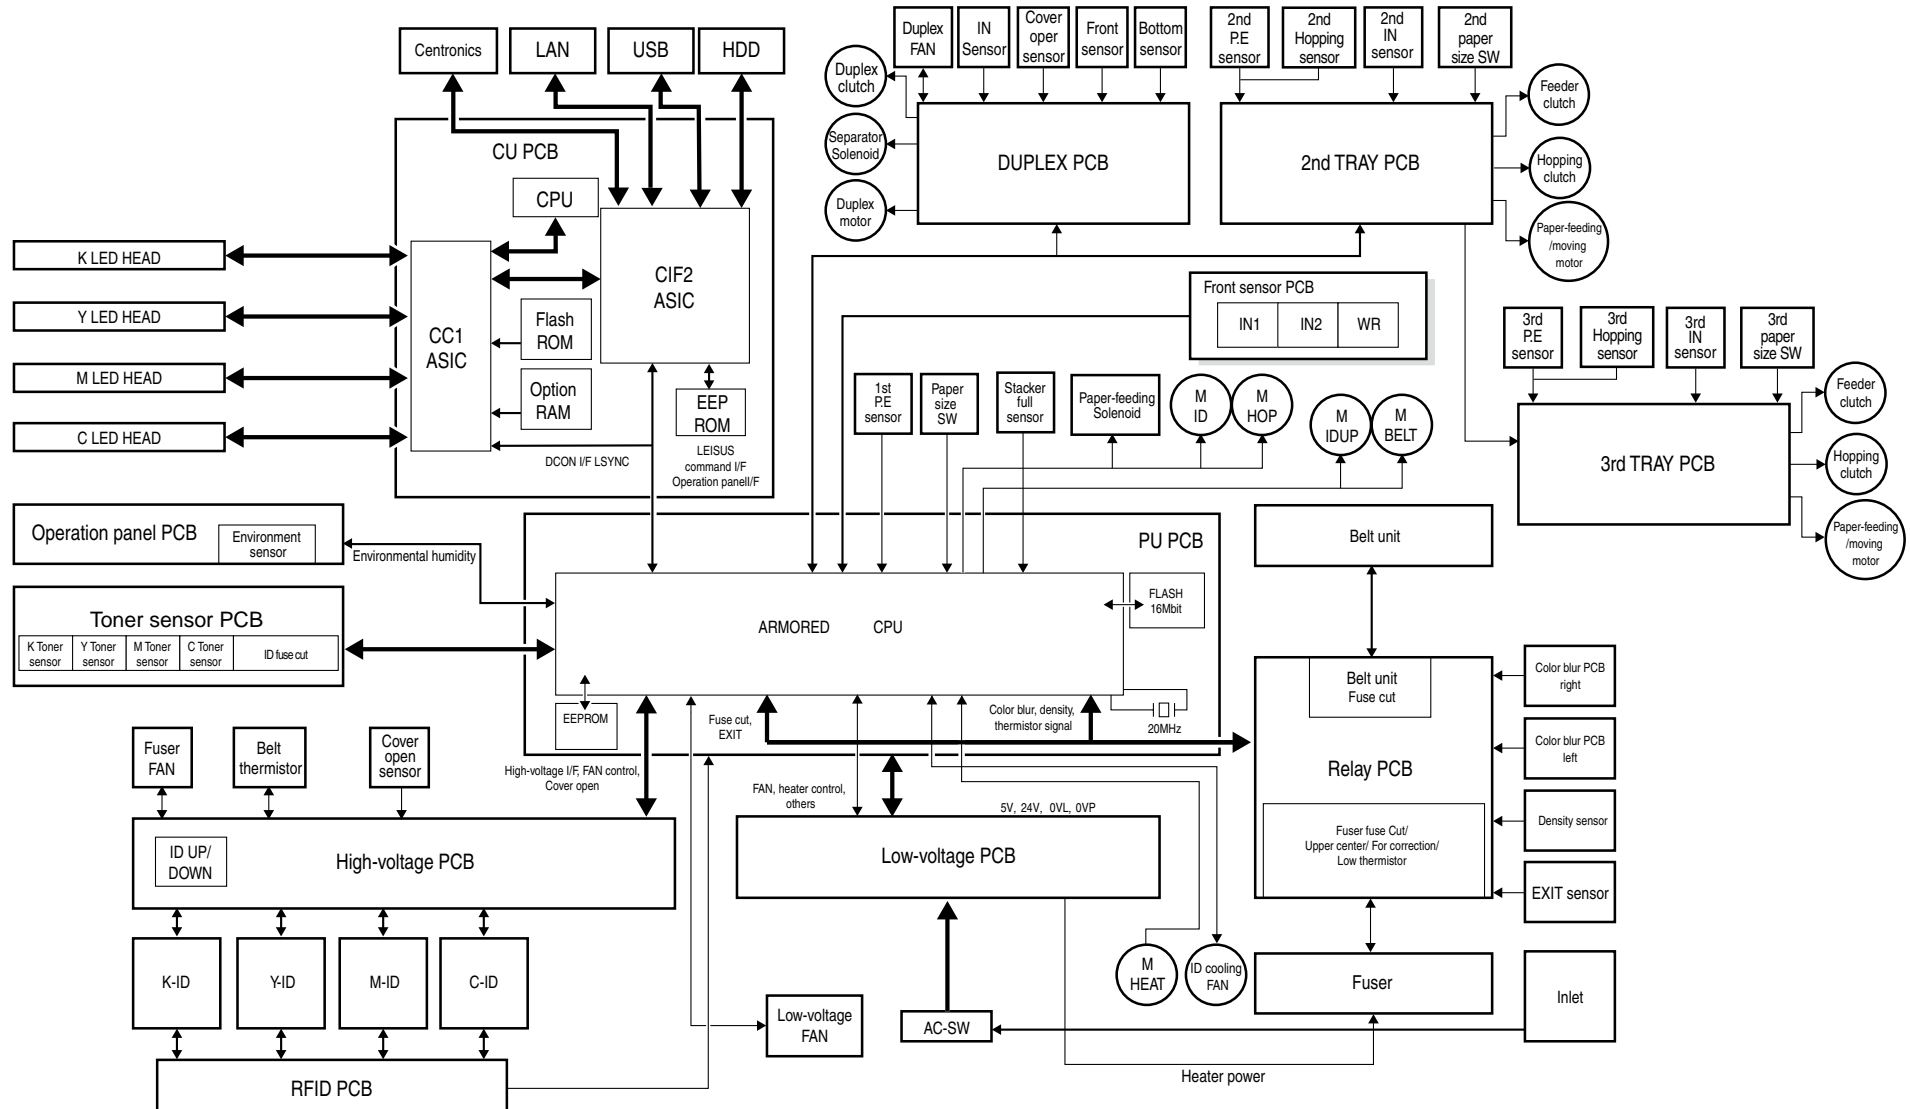 Centronics
LAN
USB
HDD
CU PCB
CPU
CIF2
ASIC
CC1
ASIC
Flash
ROM
Option
RAM
EEP
ROM
DCON I/F LSYNC
LEISUS
command I/F
Operation panelI/F
K LED HEAD
Y LED HEAD
M LED HEAD
C LED HEAD
Duplex
FAN
IN
Sensor
Cover
oper
sensor
Front
sensor
Bottom
sensor
Duplex
clutch
Separator
Solenoid
Duplex
motor
DUPLEX PCB
2nd
P.E
sensor
2nd
Hopping
sensor
2nd
IN
sensor
2nd
paper
size SW
2nd TRAY PCB
Feeder
clutch
Hopping
clutch
Paper-feeding
/moving
motor
Front sensor PCB
IN1
IN2
WR
3rd
P.E
sensor
3rd
Hopping
sensor
3rd
IN
sensor
3rd
paper
size SW
3rd TRAY PCB
Feeder
clutch
Hopping
clutch
Paper-feeding
/moving
motor
1st
P.E
sensor
Paper
size
SW
Stacker
full
sensor
Paper-feeding
Solenoid
M
ID
M
HOP
M
IDUP
M
BELT
Operation panel PCB
Environment
sensor
Environmental humidity
Toner sensor PCB
K Toner
sensor
Y Toner
sensor
M Toner
sensor
C Toner
sensor
ID fuse cut
PU PCB
ARMORED CPU
FLASH
16Mbit
EEPROM
20MHz
Fuse cut,
EXIT
Color blur, density,
thermistor signal
Belt unit
Belt unit
Fuse cut
Relay PCB
Fuser fuse Cut/
Upper center/ For correction/
Low thermistor
Color blur PCB
right
Color blur PCB
left
Density sensor
EXIT sensor
Fuser
FAN
Belt
thermistor
Cover
open
sensor
High-voltage I/F, FAN control,
Cover open
FAN, heater control,
others
5V, 24V, 0VL, 0VP
ID UP/
DOWN
High-voltage PCB
Low-voltage PCB
K-ID
Y-ID
M-ID
C-ID
RFID PCB
Low-voltage
FAN
AC-SW
M
HEAT
ID cooling
FAN
Fuser
Inlet
Heater power